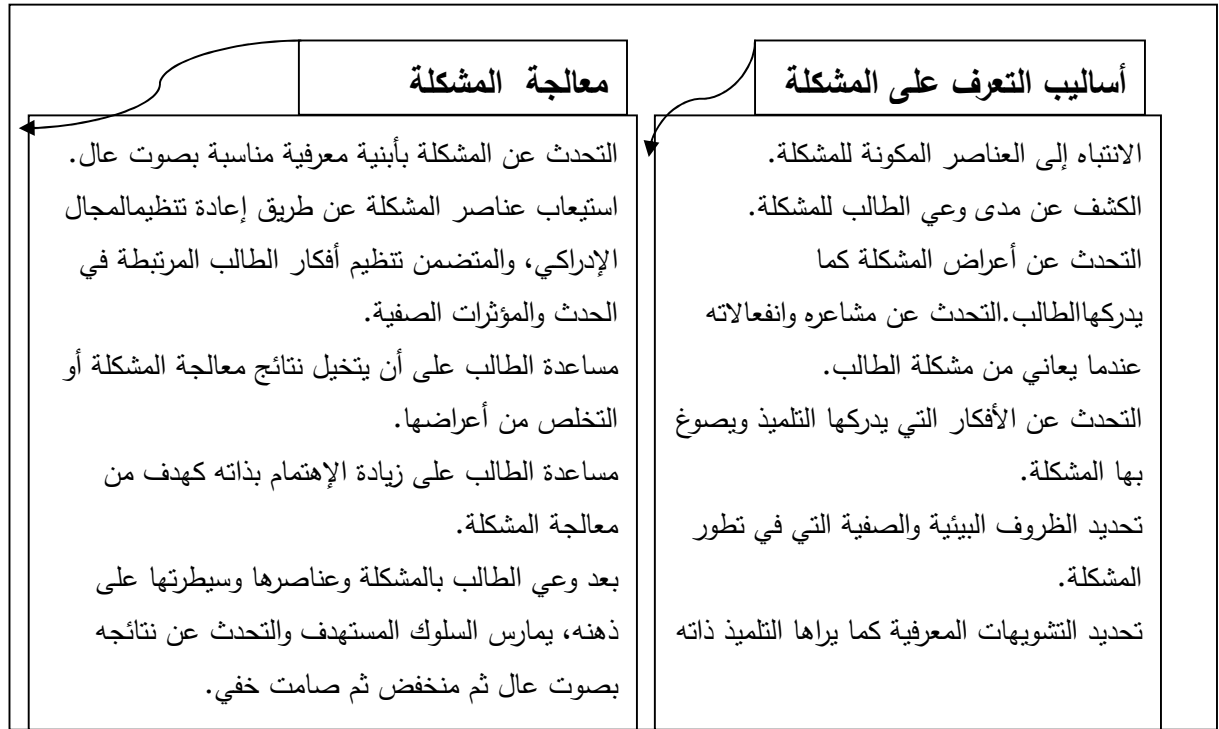 أساليب التعرف على المشكلة
الانتباه إلى العناصر المكونة للمشكلة.
الكشف عن مدى وعي الطالب للمشكلة.
التحدث عن أعراض المشكلة كما
يدركهاالطالب.التحدث عن مشاعره وانفعالاته
عندما يعاني من مشكلة الطالب.
التحدث عن الأفكار التي يدركها التلميذ ويصوغ
بها المشكلة.
تحديد الظروف البيئية والصفية التي في تطور
المشكلة.
تحديد التشويهات المعرفية كما يراها التلميذ ذاته
معالجة المشكلة
التحدث عن المشكلة بأبنية معرفية مناسبة بصوت عال.
استيعاب عناصر المشكلة عن طريق إعادة تنظيمالمجال
الإدراكي، والمتضمن تنظيم أفكار الطالب المرتبطة في
الحدث والمؤثرات الصفية.
مساعدة الطالب على أن يتخيل نتائج معالجة المشكلة أو
التخلص من أعراضها.
مساعدة الطالب على زيادة الإهتمام بذاته كهدف من
معالجة المشكلة.
بعد وعي الطالب بالمشكلة وعناصرها وسيطرتها على
ذهنه، يمارس السلوك المستهدف والتحدث عن نتائجه
بصوت عال ثم منخفض ثم صامت خفي.